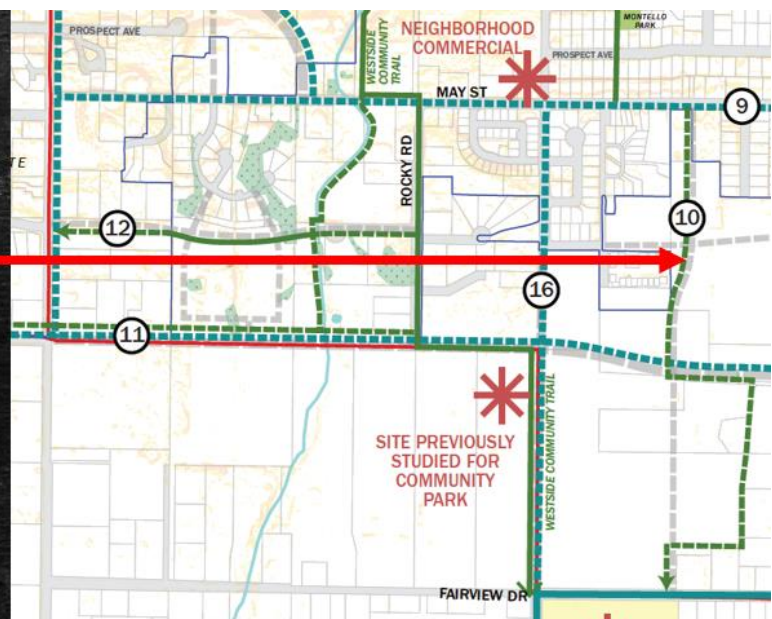 PROSPECT AVE
WESTSIDE
COMMUNITY
TRAIL
NEIGHBORHOOD
COMMERCIAL
MONTELLO
PARK
PROSPECT AVE
MAY ST
9
TE
ROCKY RD
12
10
16
11
SITE PREVIOUSLY
STUDIED FOR
COMMUNITY
PARK
WESTSIDE COMMUNITY TRAIL
FAIRVIEW DR